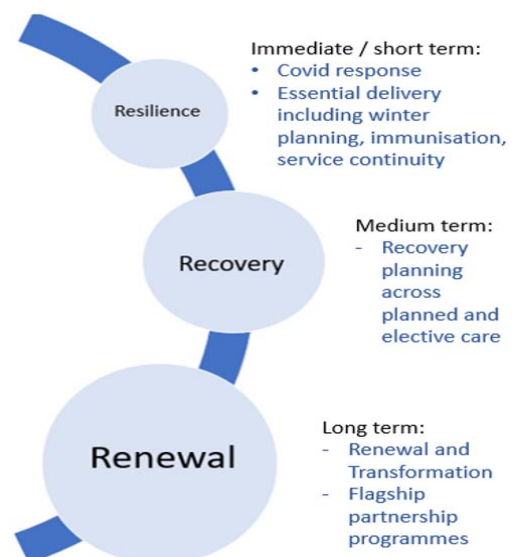 Resilience
Immediate / short term:
• Covid response
• Essential delivery
including winter
planning, immunisation,
service continuity
Recovery
Medium term:
- Recovery
planning
across
planned and
elective care
Renewal
Long term:
- Renewal and
Transformation
- Flagship
partnership
programmes